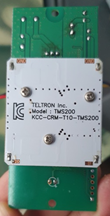 TELTRON Inc.
Model : TMS200
KCC-CRM-T10-TMS200